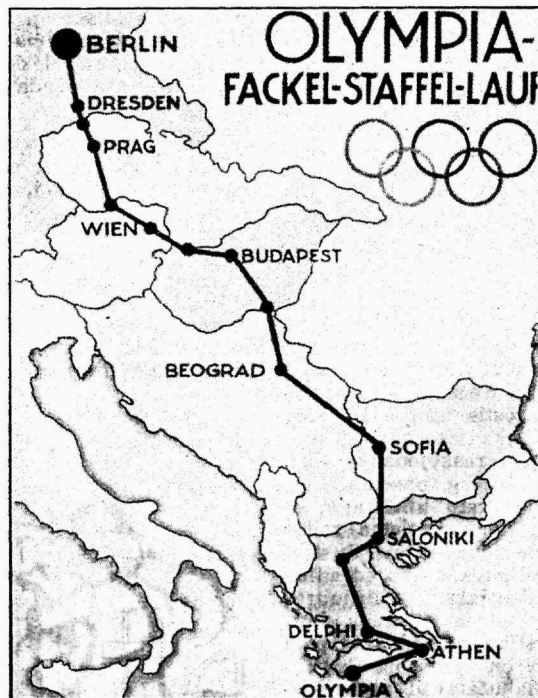 OLYMPIA-
FACKEL-STAFFEL-LAUF
BERLIN
DRESDEN
PRAG
WIEN
BUDAPEST
BEOGRAD
SOFIA
SALONIKI
DELPHI
ATHEN
OLYMPIA